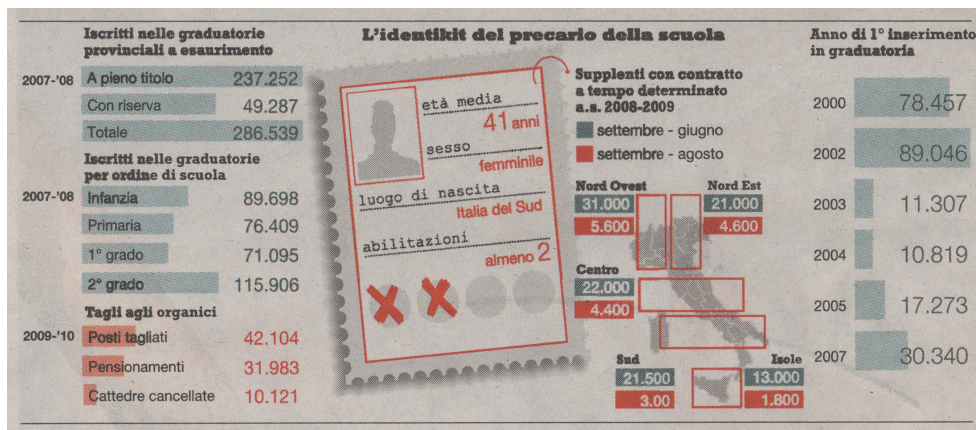 L'identikit del precario della scuola
Iscritti nelle graduatorie
provinciali a esaurimento
2007-'08
A pieno titolo 237.252
Con riserva 49.287
Totale 286.539
Iscritti nelle graduatorie
per ordine di scuola
2007-'08
Infanzia 89.698
Primaria 76.409
1° grado 71.095
2° grado 115.906
Tagli agli organici
2009-'10
Posti tagliati 42.104
Pensionamenti 31.983
Cattedre cancellate 10.121
età media
41 anni
sesso
femminile
luogo di nascita
Italia del Sud
abilitazioni
almeno 2
Supplenti con contratto
a tempo determinato
a.s. 2008-2009
settembre - giugno
settembre - agosto
Nord Ovest
31.000
5.600
Nord Est
21.000
4.600
Centro
22.000
4.400
Sud
21.500
3.00
Isole
13.000
1.800
Anno di 1° inserimento
in graduatoria
2000 78.457
2002 89.046
2003 11.307
2004 10.819
2005 17.273
2007 30.340